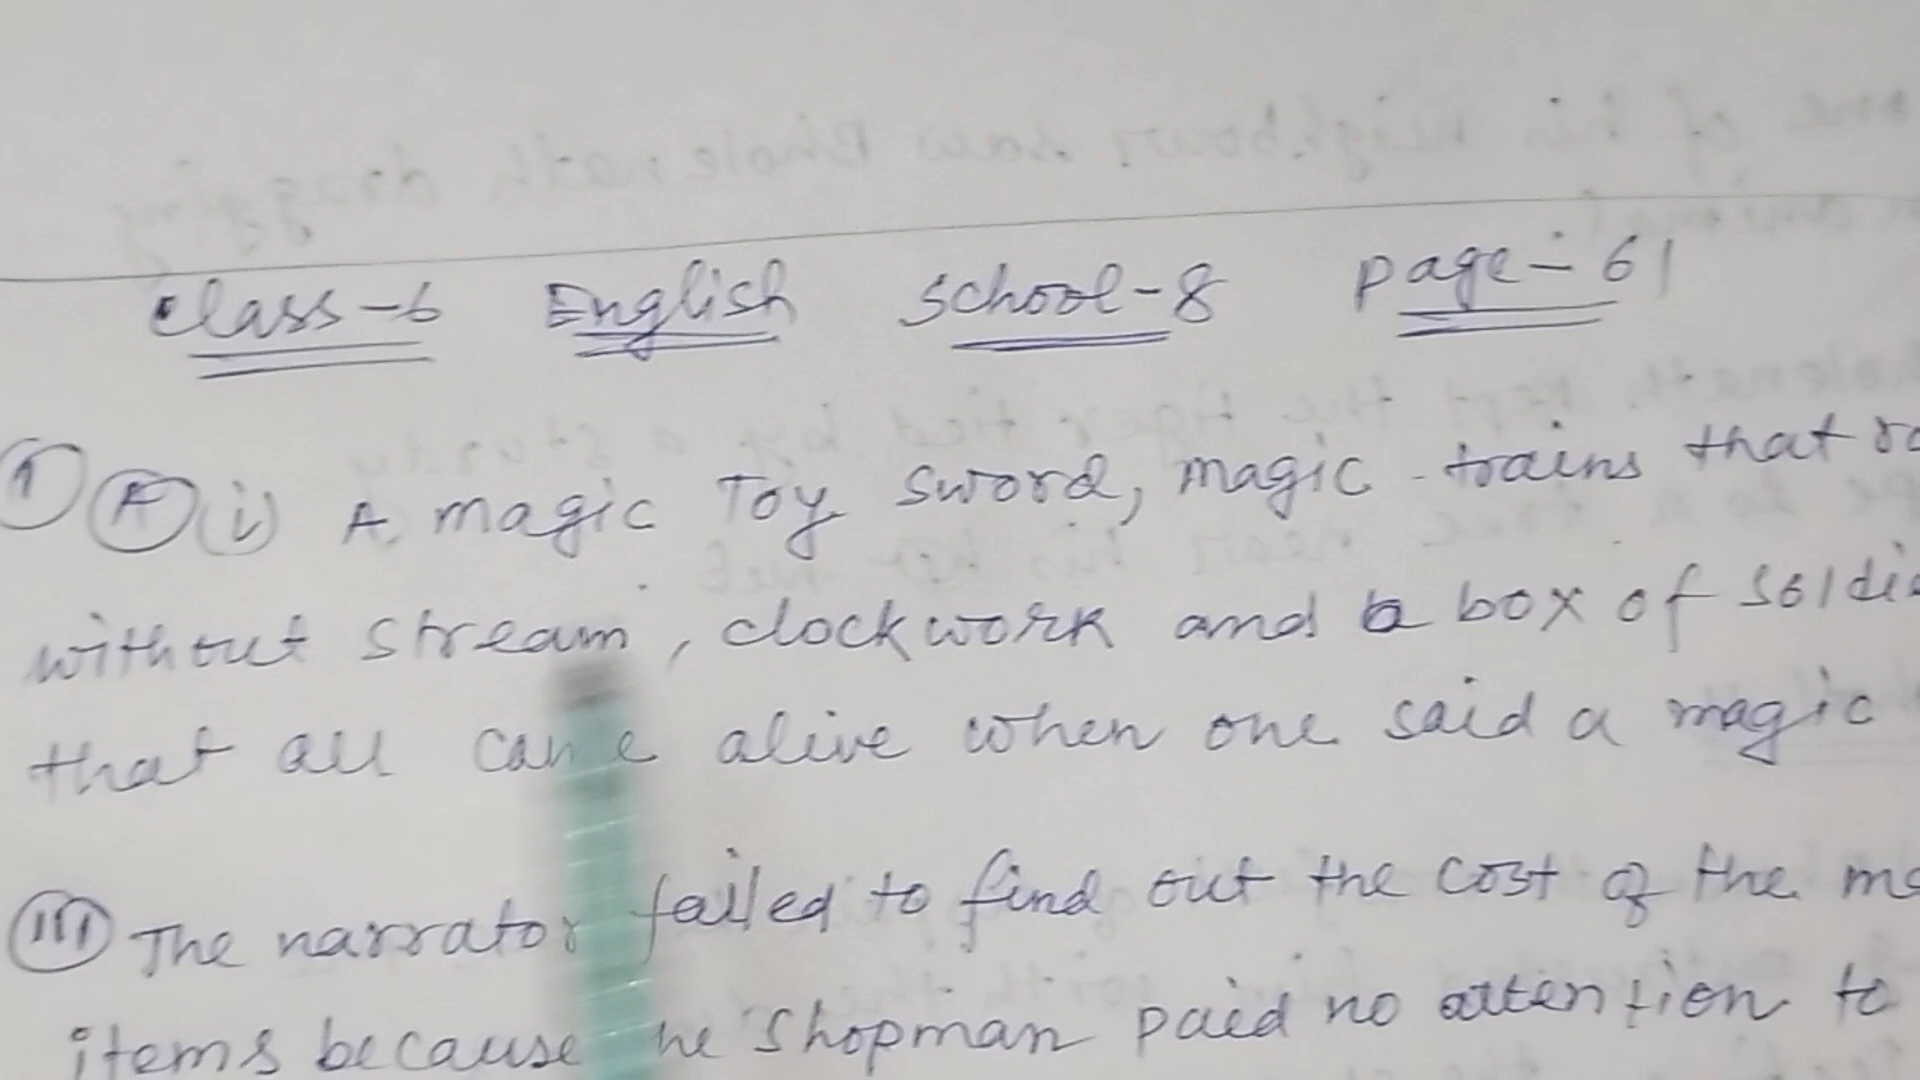 class-6 English School-8 Page-61
① Ⓐ (i) A magic Toy sword, magic trains that
without stream, clockwork and a box of
that all came alive when one said a magic
(iii) The narrator failed to find out the cost of the
items because the shopman paid no attention to